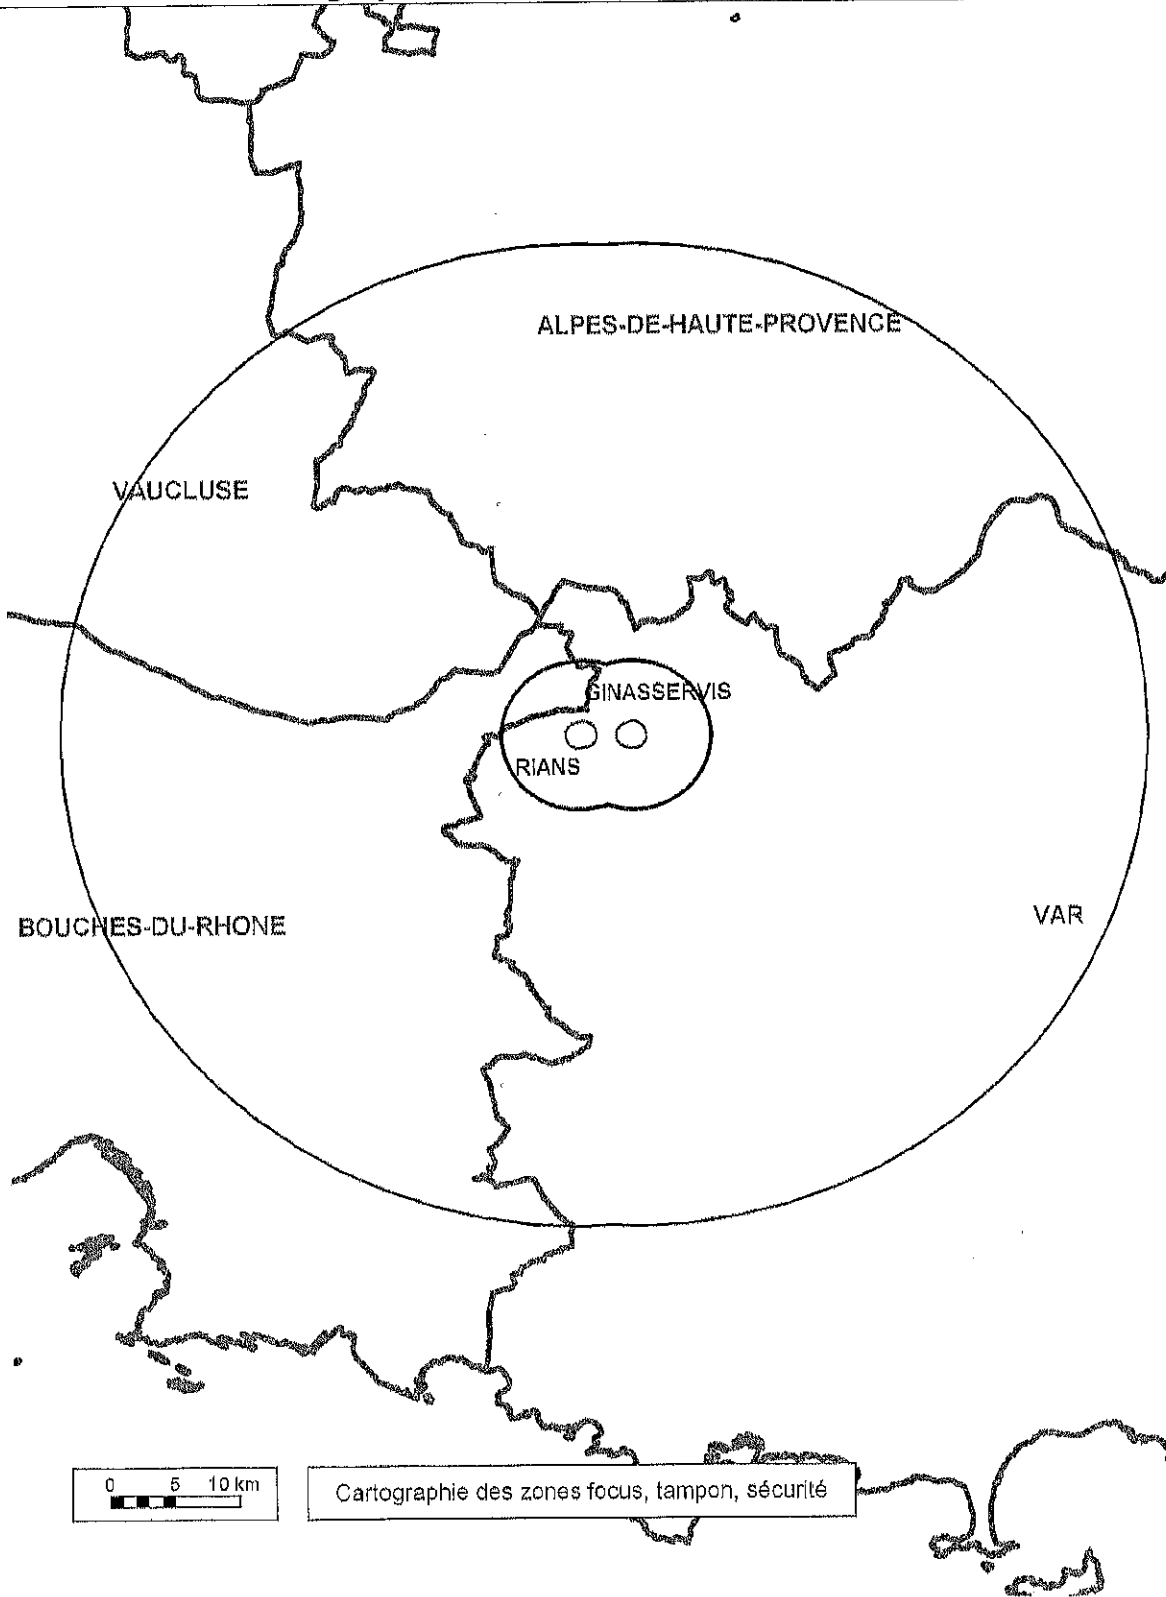 ALPES-DE-HAUTE-PROVENCE
VAUCLUSE
GINASSERVIS
RIANS
VAR
BOUCHES-DU-RHONE
0 5 10 km
Cartographie des zones focus, tampon, sécurité